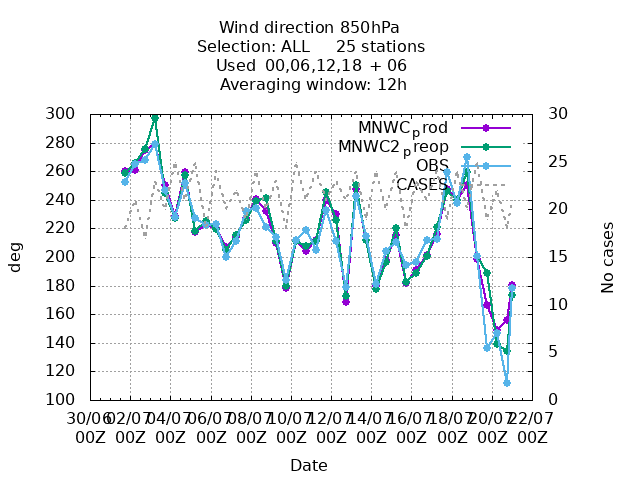 Wind direction 850hPa
Selection: ALL 25 stations
Used 00,06,12,18 + 06
Averaging window: 12h
300
280
260
240
220
200
180
160
140
120
100
deg
MNWCprod
MNWC2preop
OBS
CASES
30
25
20
15
10
5
0
No cases
30/06 02/07 04/07 06/07 08/07 10/07 12/07 14/07 16/07 18/07 20/07 22/07
00Z 00Z 00Z 00Z 00Z 00Z 00Z 00Z 00Z 00Z 00Z 00Z
Date